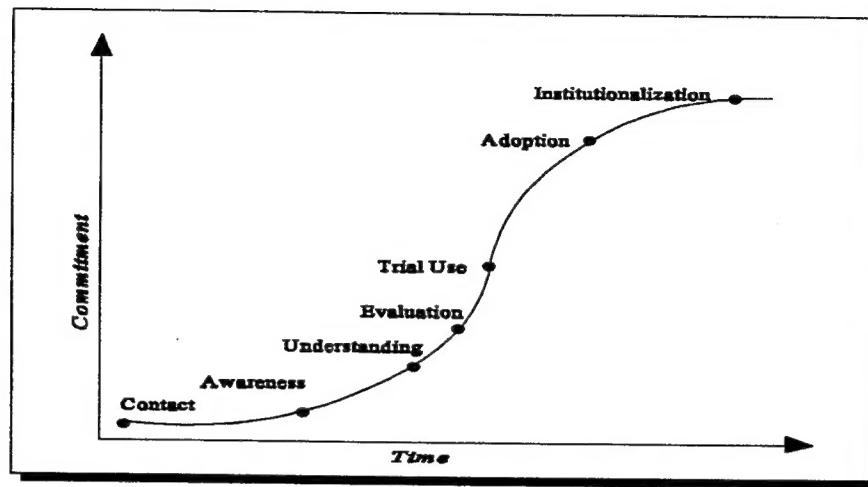 Institutionalization
Adoption
Trial Use
Evaluation
Understanding
Awareness
Contact
Commitment
Time